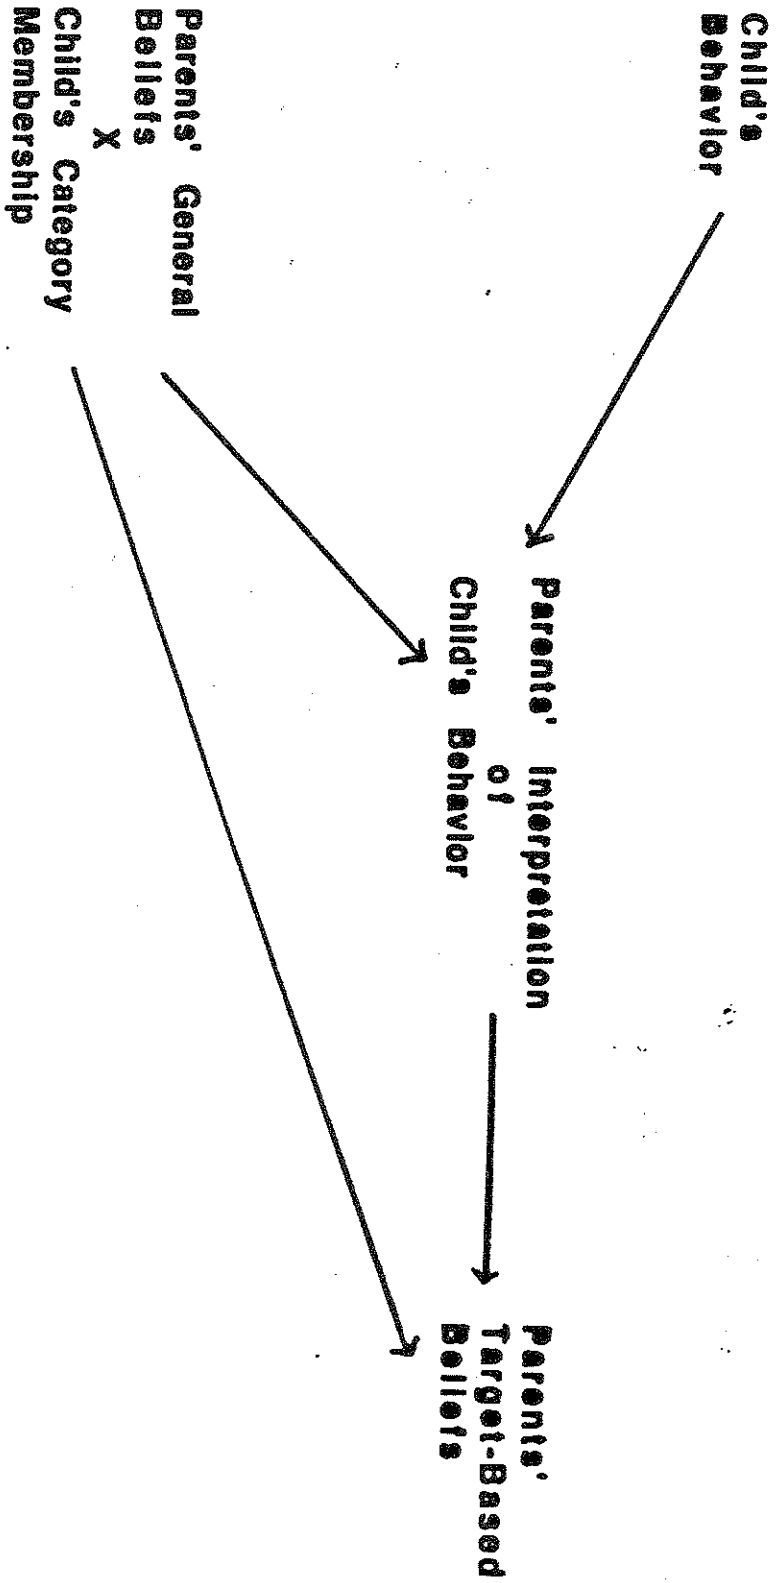 Child's
Behavior
Parents' Interpretation
of
Child's Behavior
Parents'
Target-Based
Beliefs
Parents' General
Beliefs
X
Child's Category
Membership